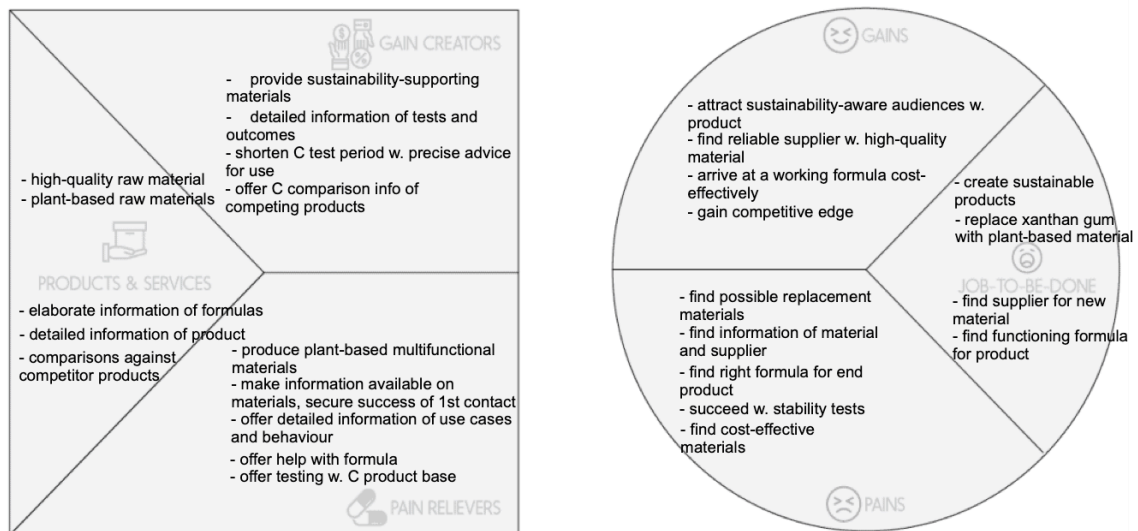 GAIN CREATORS
- provide sustainability-supporting
materials
- detailed information of tests and
outcomes
- shorten C test period w. precise advice
for use
- offer C comparison info of
competing products
- high-quality raw material
- plant-based raw materials
PRODUCTS & SERVICES
- elaborate information of formulas
- detailed information of product
- comparisons against
competitor products
- produce plant-based multifunctional
materials
- make information available on
materials, secure success of 1st contact
- offer detailed information of use cases
and behaviour
- offer help with formula
- offer testing w. C product base
PAIN RELIEVERS
GAINS
- attract sustainability-aware audiences w.
product
- find reliable supplier w. high-quality
material
- arrive at a working formula cost-
effectively
- gain competitive edge
- create sustainable
products
- replace xanthan gum
with plant-based material
JOB-TO-BE-DONE
- find supplier for new
material
- find functioning formula
for product
- find possible replacement
materials
- find information of material
and supplier
- find right formula for end
product
- succeed w. stability tests
- find cost-effective
materials
PAINS